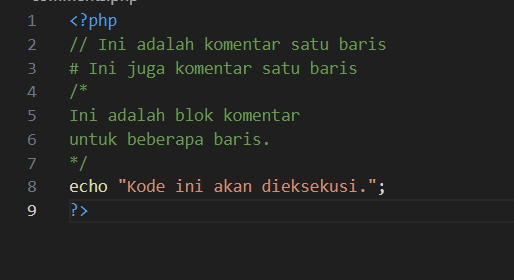 1 <?php
2 // Ini adalah komentar satu baris
3 # Ini juga komentar satu baris
4 /*
5 Ini adalah blok komentar
6 untuk beberapa baris.
7 */
8 echo "Kode ini akan dieksekusi.";
9 ?>